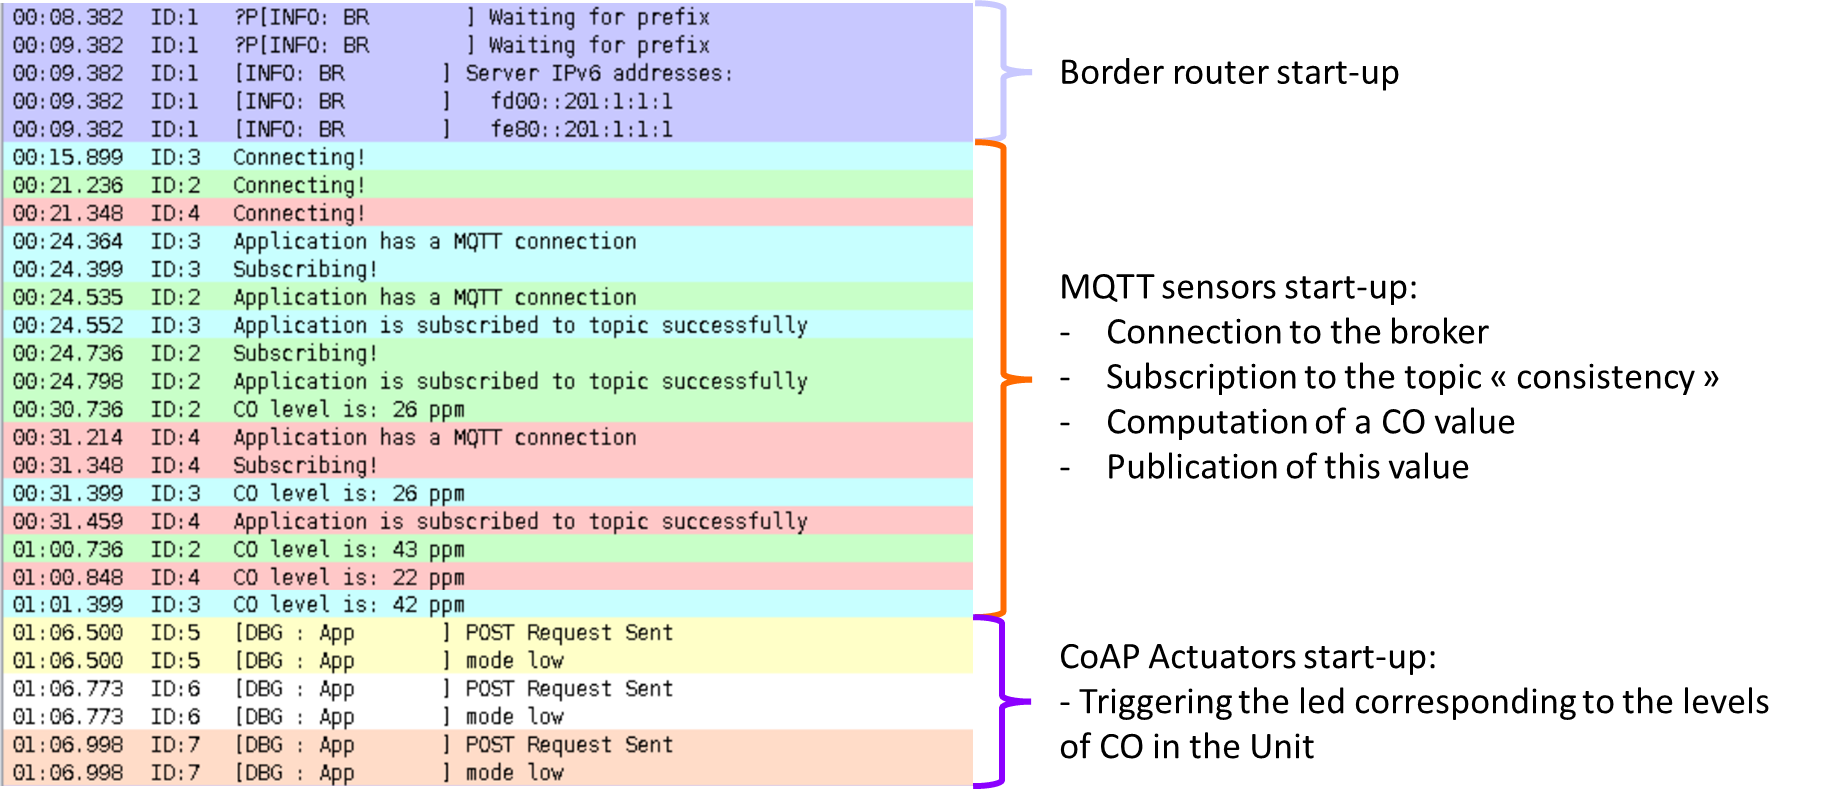 00:08.382 ID:1 ?P[INFO: BR ] Waiting for prefix
00:09.382 ID:1 ?P[INFO: BR ] Waiting for prefix
00:09.382 ID:1 [INFO: BR ] Server IPv6 addresses:
00:09.382 ID:1 [INFO: BR ] fd00::201:1:1:1
00:09.382 ID:1 [INFO: BR ] fe80::201:1:1:1
00:15.899 ID:3 Connecting!
00:21.236 ID:2 Connecting!
00:21.348 ID:4 Connecting!
00:24.364 ID:3 Application has a MQTT connection
00:24.399 ID:3 Subscribing!
00:24.535 ID:2 Application has a MQTT connection
00:24.552 ID:3 Application is subscribed to topic successfully
00:24.736 ID:2 Subscribing!
00:24.798 ID:2 Application is subscribed to topic successfully
00:30.736 ID:2 CO level is: 26 ppm
00:31.214 ID:4 Application has a MQTT connection
00:31.348 ID:4 Subscribing!
00:31.399 ID:3 CO level is: 26 ppm
00:31.459 ID:4 Application is subscribed to topic successfully
01:00.736 ID:2 CO level is: 43 ppm
01:00.848 ID:4 CO level is: 22 ppm
01:01.399 ID:3 CO level is: 42 ppm
01:06.500 ID:5 [DBG : App ] POST Request Sent
01:06.500 ID:5 [DBG : App ] mode low
01:06.773 ID:6 [DBG : App ] POST Request Sent
01:06.773 ID:6 [DBG : App ] mode low
01:06.998 ID:7 [DBG : App ] POST Request Sent
01:06.998 ID:7 [DBG : App ] mode low
Border router start-up
MQTT sensors start-up:
- Connection to the broker
- Subscription to the topic « consistency »
- Computation of a CO value
- Publication of this value
CoAP Actuators start-up:
- Triggering the led corresponding to the levels
of CO in the Unit